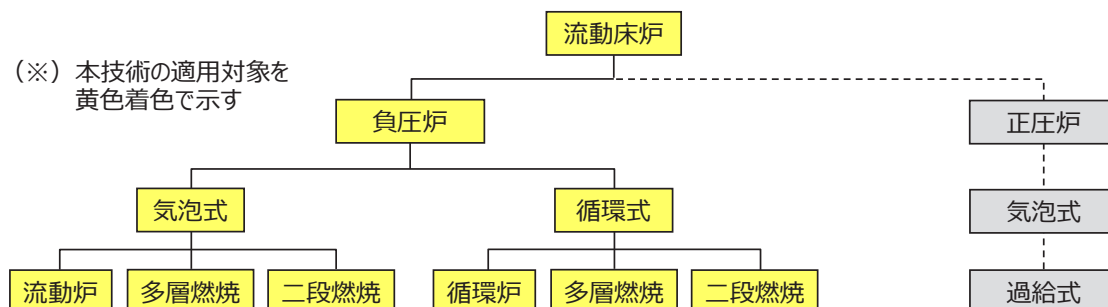 流動床炉
(※) 本技術の適用対象を
黄色着色で示す
負圧炉
正圧炉
気泡式
循環式
気泡式
流動炉
多層燃焼
二段燃焼
循環炉
多層燃焼
二段燃焼
過給式